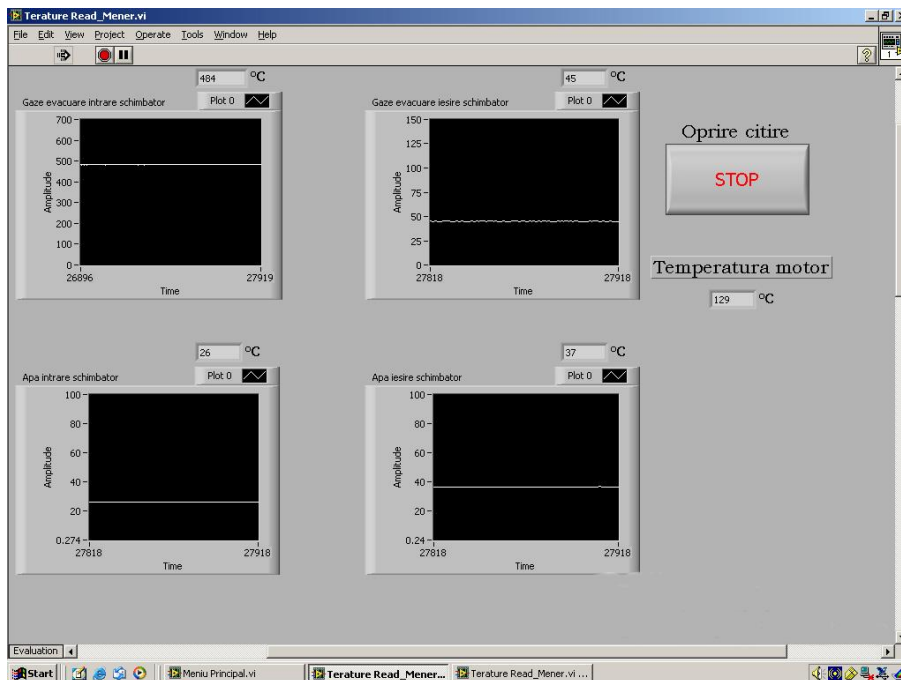 Terature Read_Mener.vi
File Edit View Project Operate Tools Window Help
484 °C
Gaze evacuare intrare schimbator Plot 0
700
600
500
400
300
200
100
0
Amplitude
26896 27919
Time
45 °C
Gaze evacuare iesire schimbator Plot 0
150
125
100
75
50
25
0
Amplitude
27818 27918
Time
Oprire citire
STOP
Temperatura motor
129 °C
26 °C
Apa intrare schimbator Plot 0
100
80
60
40
20
0.274
Amplitude
27818 27918
Time
37 °C
Apa iesire schimbator Plot 0
100
80
60
40
20
0.24
Amplitude
27818 27918
Time
Evaluation
Start Meniu Principal.vi Terature Read_Mener... Terature Read_Mener.vi ...